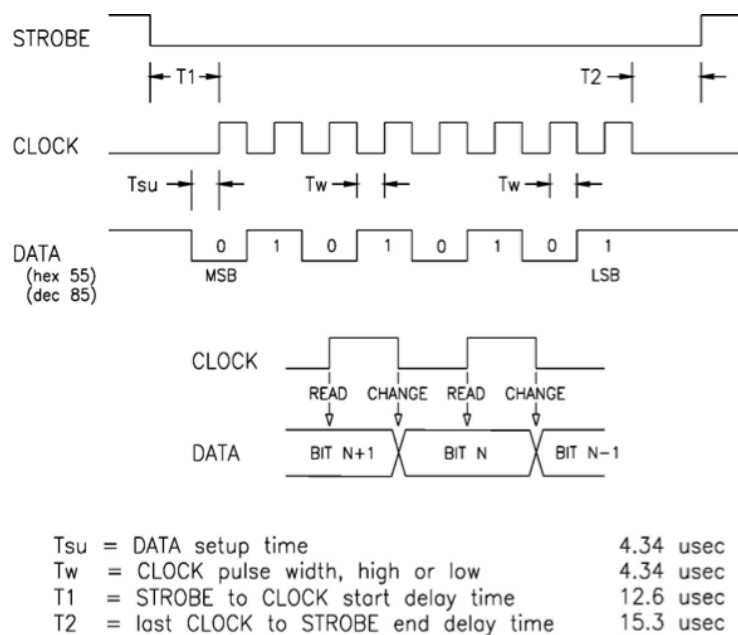 STROBE
T1 T2
CLOCK
Tsu Tw Tw
0 1 0 1 0 1 0 1
DATA
(hex 55)
(dec 85)
MSB LSB
CLOCK
READ CHANGE READ CHANGE
DATA BIT N+1 BIT N BIT N-1
Tsu = DATA setup time 4.34 usec
Tw = CLOCK pulse width, high or low 4.34 usec
T1 = STROBE to CLOCK start delay time 12.6 usec
T2 = last CLOCK to STROBE end delay time 15.3 usec